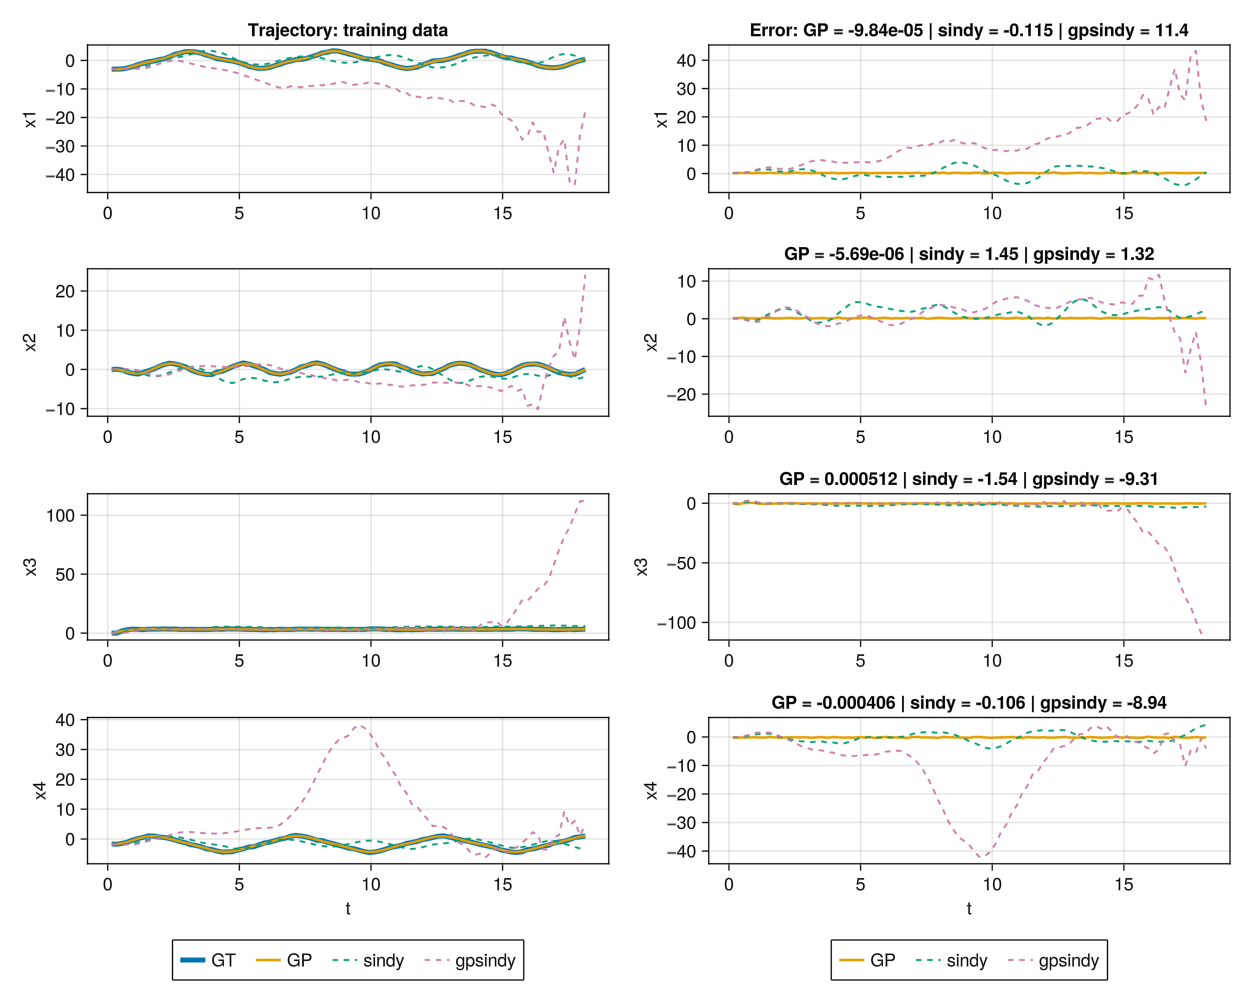 Trajectory: training data
x1
0
−10
−20
−30
−40
0 5 10 15
Error: GP = -9.84e-05 | sindy = -0.115 | gpsindy = 11.4
x1
40
30
20
10
0
0 5 10 15
x2
20
10
0
−10
0 5 10 15
GP = -5.69e-06 | sindy = 1.45 | gpsindy = 1.32
x2
10
0
−10
−20
0 5 10 15
x3
100
50
0
0 5 10 15
GP = 0.000512 | sindy = -1.54 | gpsindy = -9.31
x3
0
−50
−100
0 5 10 15
x4
40
30
20
10
0
0 5 10 15
t
GP = -0.000406 | sindy = -0.106 | gpsindy = -8.94
x4
0
−10
−20
−30
−40
0 5 10 15
t
GT GP sindy gpsindy
GP sindy gpsindy